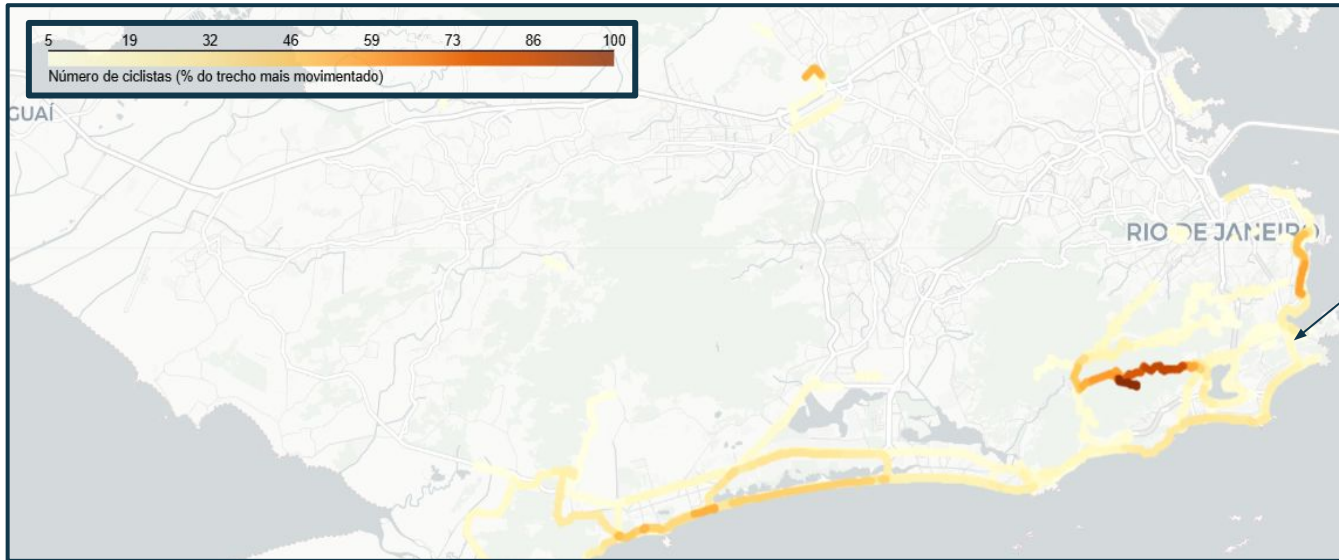 5 19 32 46 59 73 86 100
Número de ciclistas (% do trecho mais movimentado)
GUAÍ
RIO DE JANEIRO